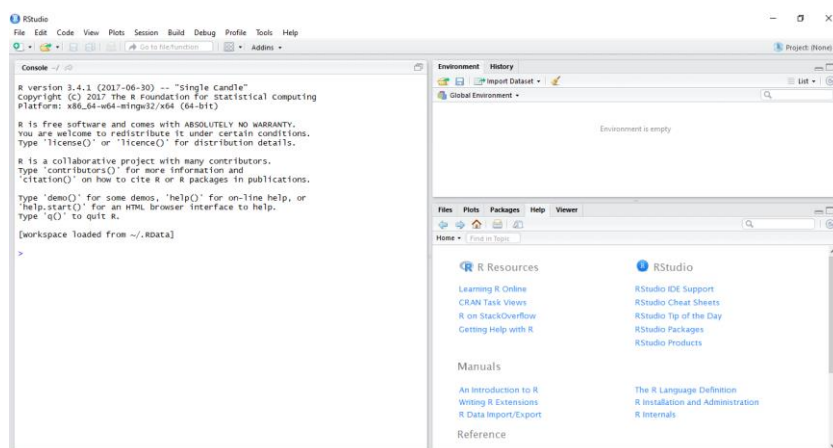 RStudio
File Edit Code View Plots Session Build Debug Profile Tools Help
Go to file/function Addins
Project: (None)
Console ~/
R version 3.4.1 (2017-06-30) -- "Single Candle"
Copyright (C) 2017 The R Foundation for Statistical Computing
Platform: x86_64-w64-mingw32/x64 (64-bit)
R is free software and comes with ABSOLUTELY NO WARRANTY.
You are welcome to redistribute it under certain conditions.
Type 'license()' or 'licence()' for distribution details.
R is a collaborative project with many contributors.
Type 'contributors()' for more information and
'citation()' on how to cite R or R packages in publications.
Type 'demo()' for some demos, 'help()' for on-line help, or
'help.start()' for an HTML browser interface to help.
Type 'q()' to quit R.
[Workspace loaded from ~/.RData]
>
Environment History
Import Dataset List
Global Environment
Environment is empty
Files Plots Packages Help Viewer
Home Find in Topic
R R Resources
Learning R Online
CRAN Task Views
R on StackOverflow
Getting Help with R
R RStudio
RStudio IDE Support
RStudio Cheat Sheets
RStudio Tip of the Day
RStudio Packages
RStudio Products
Manuals
An Introduction to R
Writing R Extensions
R Data Import/Export
The R Language Definition
R Installation and Administration
R Internals
Reference